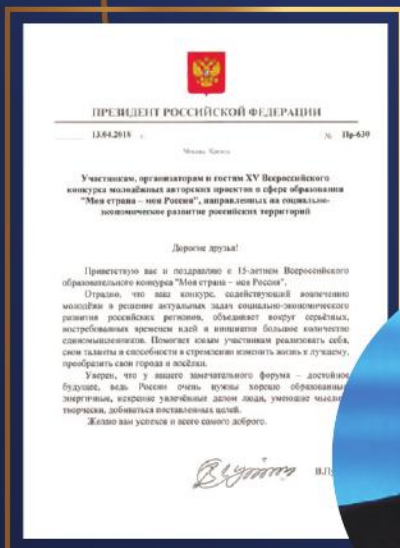 ПРЕЗИДЕНТ РОССИЙСКОЙ ФЕДЕРАЦИИ
13.04.2018 г.
№ Пр-630
Москва, Кремль
Участникам, организаторам и гостям XV Всероссийского
конкурса молодёжных авторских проектов в сфере образования
"Моя страна – моя Россия", направленных на социально-
экономическое развитие российских территорий
Дорогие друзья!
Приветствую вас и поздравляю с 15-летием Всероссийского
образовательного конкурса "Моя страна – моя Россия".
Отрадно, что ваш конкурс, содействующий вовлечению
молодёжи в решение актуальных задач социально-экономического
развития российских регионов, объединяет вокруг серьёзных,
востребованных временем идей и инициатив большое количество
единомышленников. Помогает юным участникам реализовать себя,
свои таланты и способности в стремлении изменить жизнь к лучшему,
преобразить свои города и посёлки.
Уверен, что у вашего замечательного форума – достойное
будущее, ведь России очень нужны хорошо образованные
энергичные, искренне увлечённые делом люди, умеющие
творчески, добиваться поставленных целей.
Желаю вам успехов и всего самого доброго.